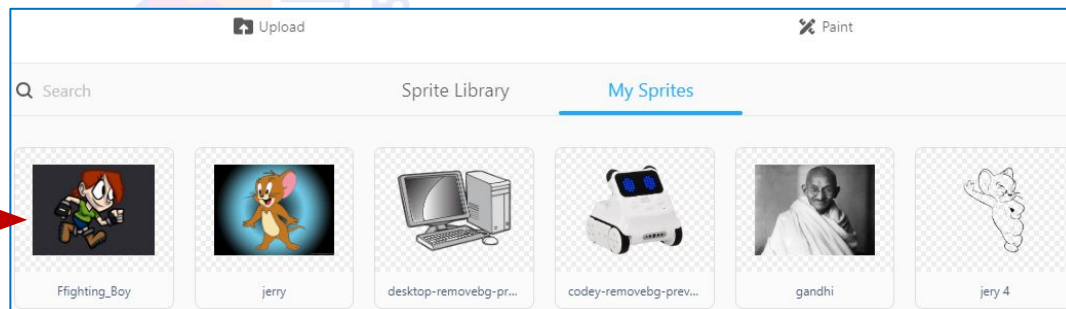 Upload Paint
Search Sprite Library My Sprites
Ffighting_Boy jerry desktop-removebg-pr... codey-removebg-prev... gandhi jery 4